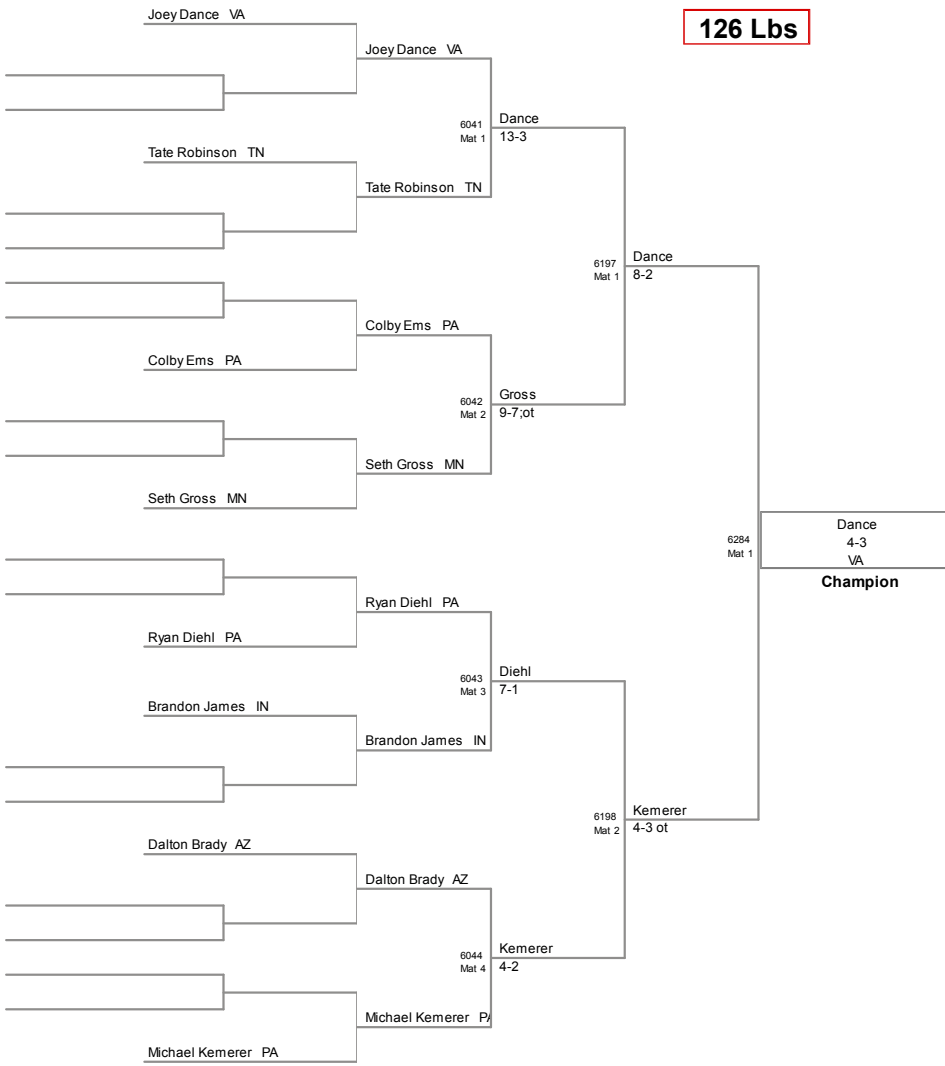 Joey Dance VA
126 Lbs
Joey Dance VA
6041
Mat 1
Dance
13-3
Tate Robinson TN
Tate Robinson TN
6197
Mat 1
Dance
8-2
Colby Ems PA
Colby Ems PA
6042
Mat 2
Gross
9-7;ot
Seth Gross MN
Seth Gross MN
6284
Mat 1
Dance
4-3
VA
Champion
Ryan Diehl PA
Ryan Diehl PA
6043
Mat 3
Diehl
7-1
Brandon James IN
Brandon James IN
6198
Mat 2
Kemerer
4-3 ot
Dalton Brady AZ
Dalton Brady AZ
6044
Mat 4
Kemerer
4-2
Michael Kemerer PA
Michael Kemerer PA